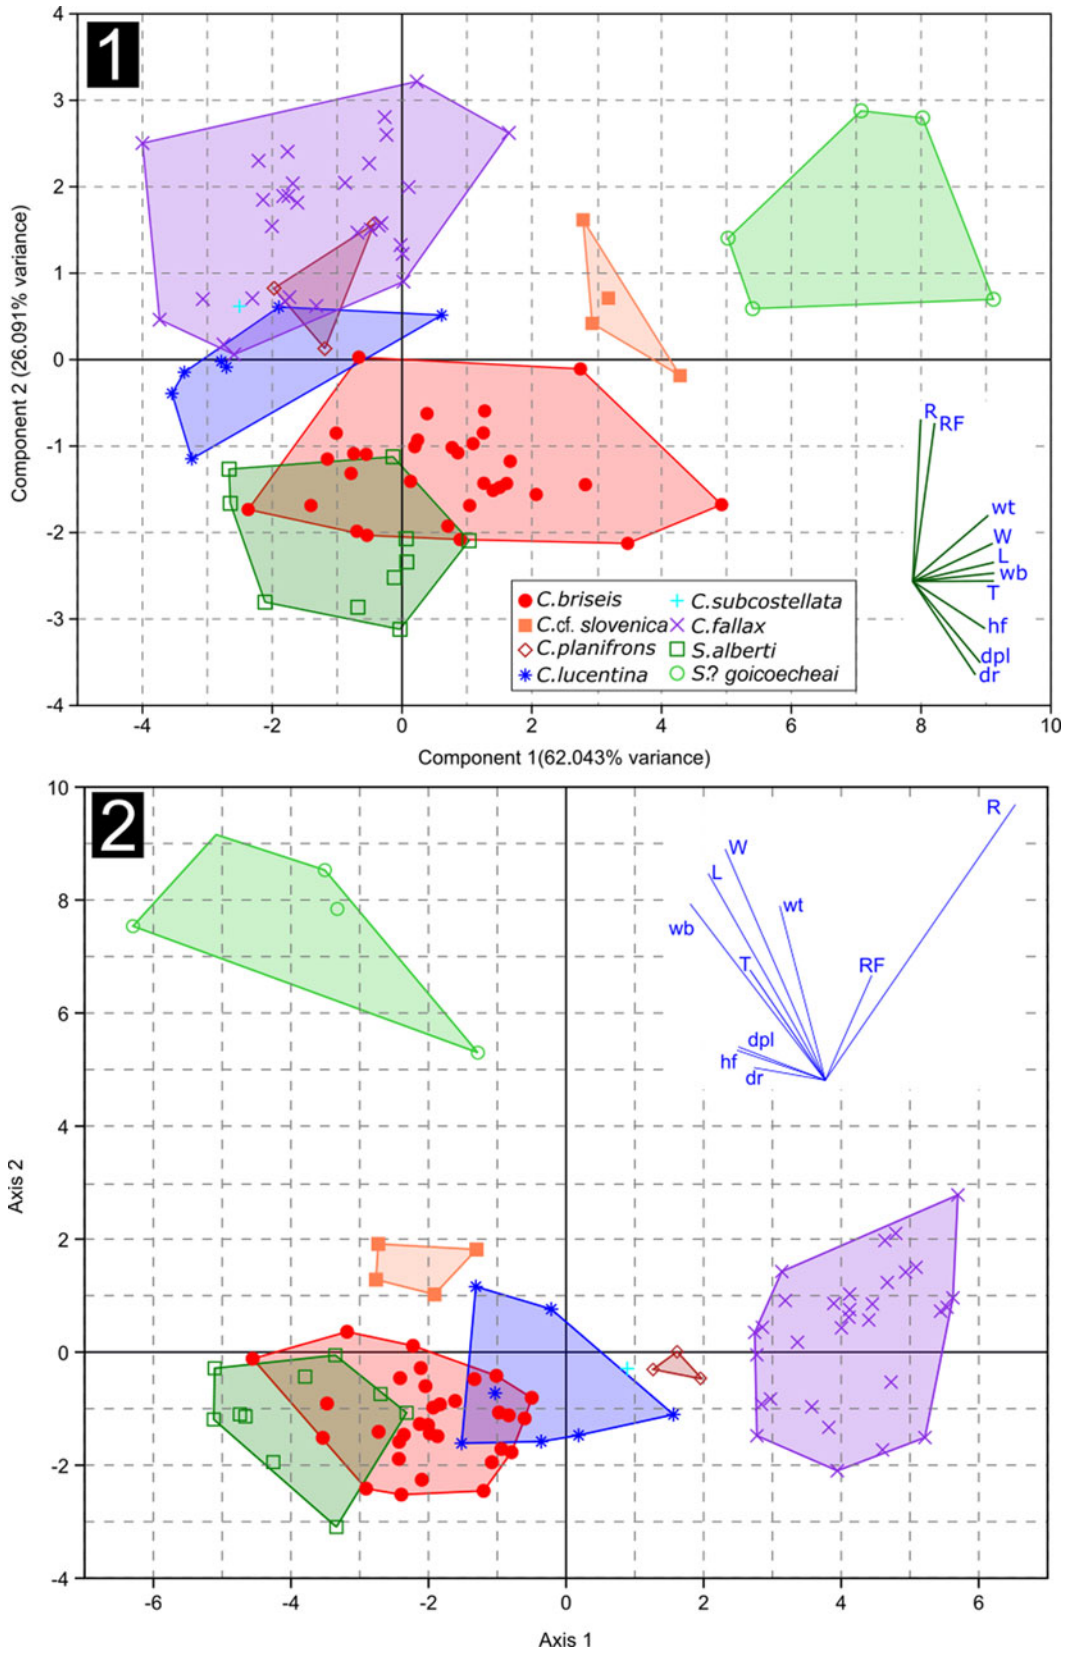 1
4
3
2
1
0
-1
-2
-3
-4
Component 2 (26.091% variance)
R
RF
wt
W
L
wb
T
hf
dpl
dr
C.briseis
C.cf. slovenica
C.planifrons
C.lucentina
C.subcostellata
C.fallax
S.alberti
S.? goicoecheai
-4 -2 0 2 4 6 8 10
Component 1(62.043% variance)
2
10
8
6
4
2
0
-2
-4
Axis 2
R
W
L
wt
wb
T
RF
dpl
hf
dr
-6 -4 -2 0 2 4 6
Axis 1